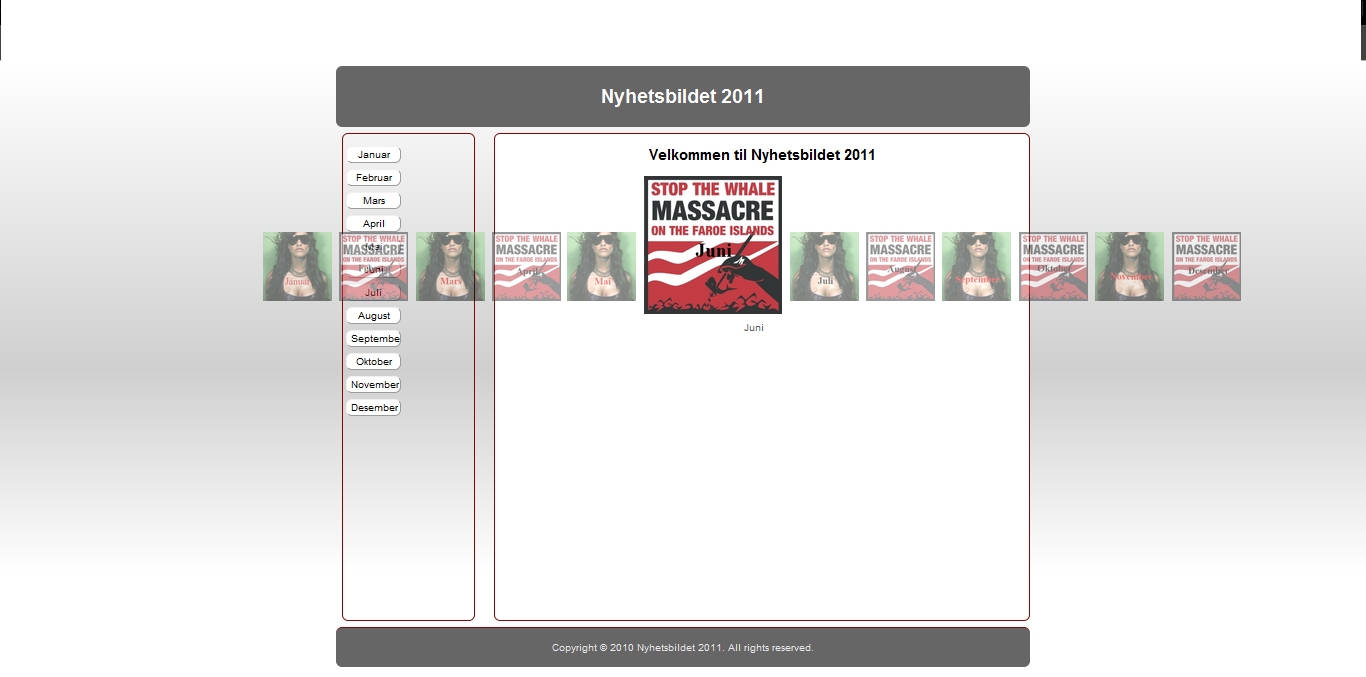 Nyhetsbildet 2011
Velkommen til Nyhetsbildet 2011
Januar
Februar
Mars
April
Juni
Juli
August
Septembe
Oktober
November
Desember
Januar
STOP THE WHALE
MASSACRE
ON THE FAROE ISLANDS
Mars
STOP THE WHALE
MASSACRE
ON THE FAROE ISLANDS
April
Mai
STOP THE WHALE
MASSACRE
ON THE FAROE ISLANDS
Juni
Juli
STOP THE WHALE
MASSACRE
ON THE FAROE ISLANDS
August
September
STOP THE WHALE
MASSACRE
ON THE FAROE ISLANDS
Oktober
November
STOP THE WHALE
MASSACRE
ON THE FAROE ISLANDS
Desember
Juni
Copyright © 2010 Nyhetsbildet 2011. All rights reserved.